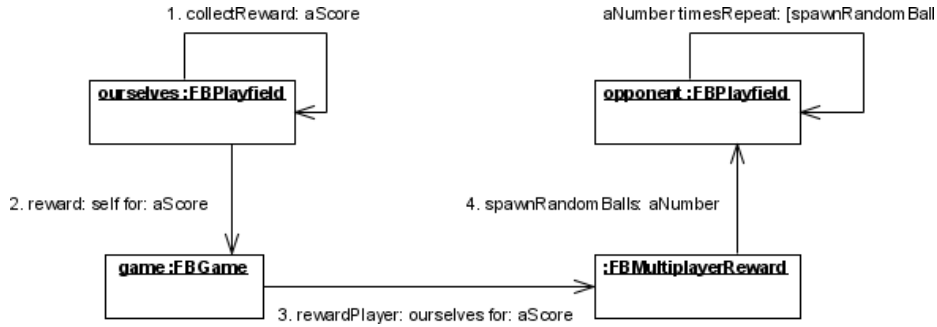 1. collectReward: aScore
aNumber timesRepeat: [spawnRandomBall
ourselves :FBPlayfield
opponent :FBPlayfield
2. reward: self for: aScore
4. spawnRandomBalls: aNumber
game :FBGame
:FBMultiplayerReward
3. rewardPlayer: ourselves for: aScore